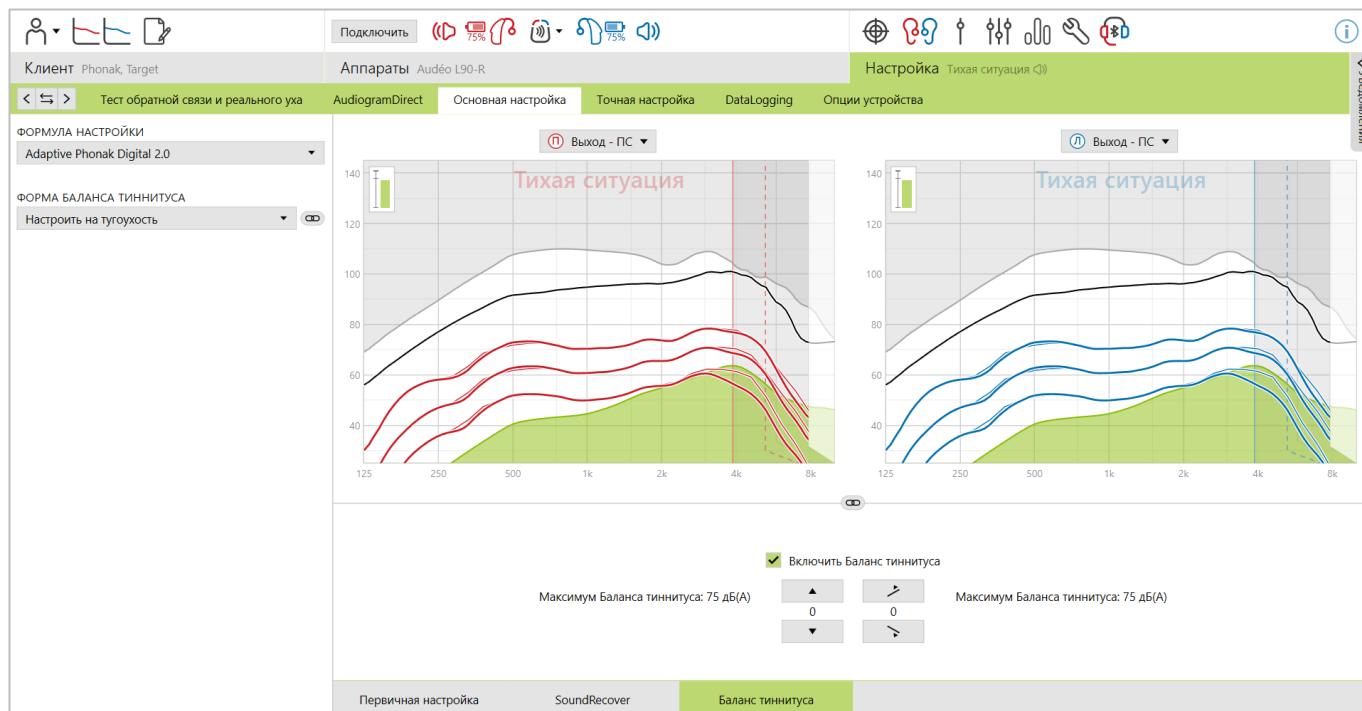 Подключить
75%
75%
Клиент Phonak, Target
Аппараты Audéo L90-R
Настройка Тихая ситуация
Тест обратной связи и реального уха
AudiogramDirect
Основная настройка
Точная настройка
DataLogging
Опции устройства
ФОРМУЛА НАСТРОЙКИ
Adaptive Phonak Digital 2.0
ФОРМА БАЛАНСА ТИННИТУСА
Настроить на тугоухость
П Выход - ПС
Тихая ситуация
140
120
100
80
60
40
125 250 500 1k 2k 4k 8k
Л Выход - ПС
Тихая ситуация
140
120
100
80
60
40
125 250 500 1k 2k 4k 8k
Включить Баланс тиннитуса
Максимум Баланса тиннитуса: 75 дБ(А)
0
0
Максимум Баланса тиннитуса: 75 дБ(А)
Первичная настройка
SoundRecover
Баланс тиннитуса